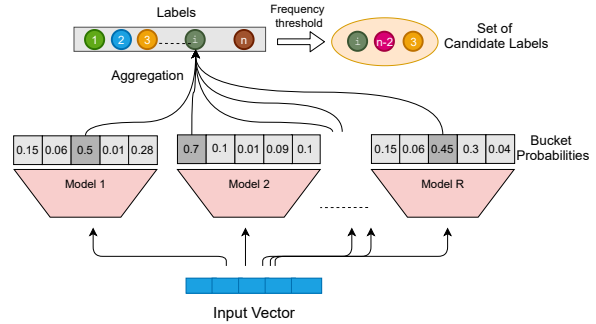 Labels
Frequency
threshold
1 2 3 i n
i n-2 3
Set of
Candidate Labels
Aggregation
0.15 0.06 0.5 0.01 0.28
0.7 0.1 0.01 0.09 0.1
0.15 0.06 0.45 0.3 0.04
Bucket
Probabilities
Model 1
Model 2
Model R
Input Vector